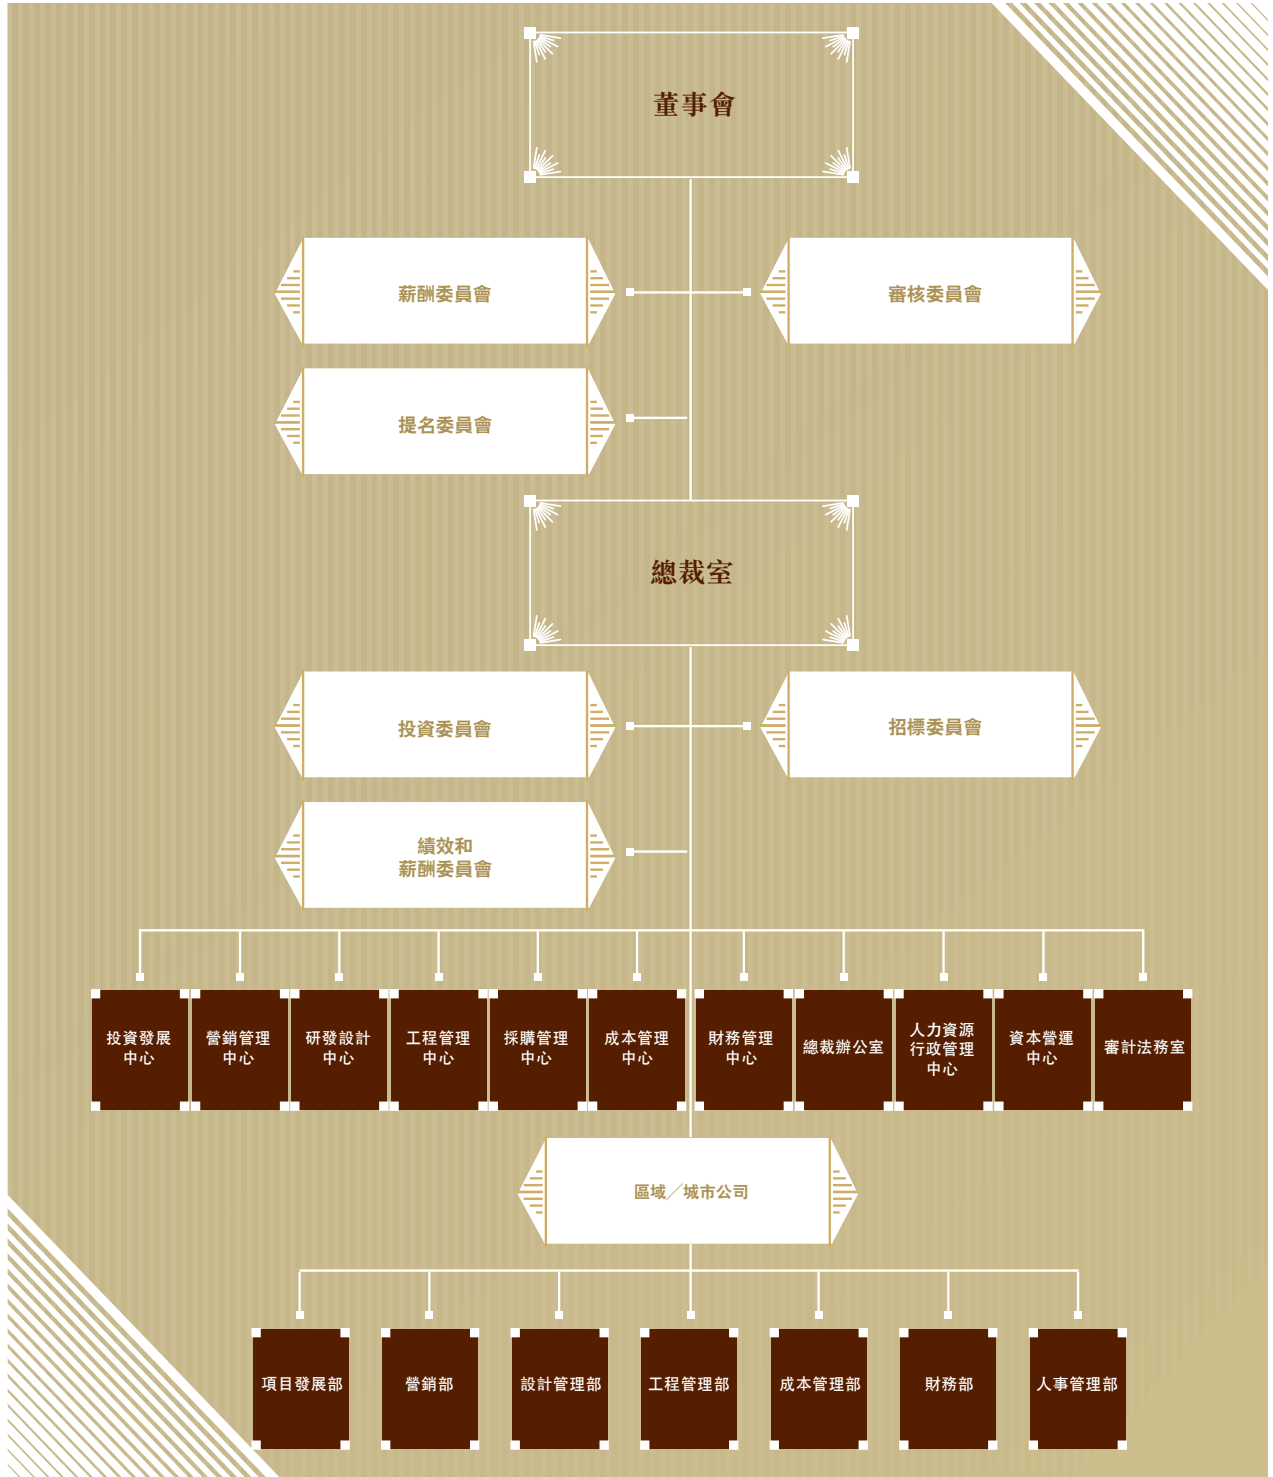 董事會
薪酬委員會
審核委員會
提名委員會
總裁室
投資委員會
招標委員會
績效和
薪酬委員會
投資發展
中心
營銷管理
中心
研發設計
中心
工程管理
中心
採購管理
中心
成本管理
中心
財務管理
中心
總裁辦公室
人力資源
行政管理
中心
資本營運
中心
審計法務室
區域╱城市公司
項目發展部
營銷部
設計管理部
工程管理部
成本管理部
財務部
人事管理部